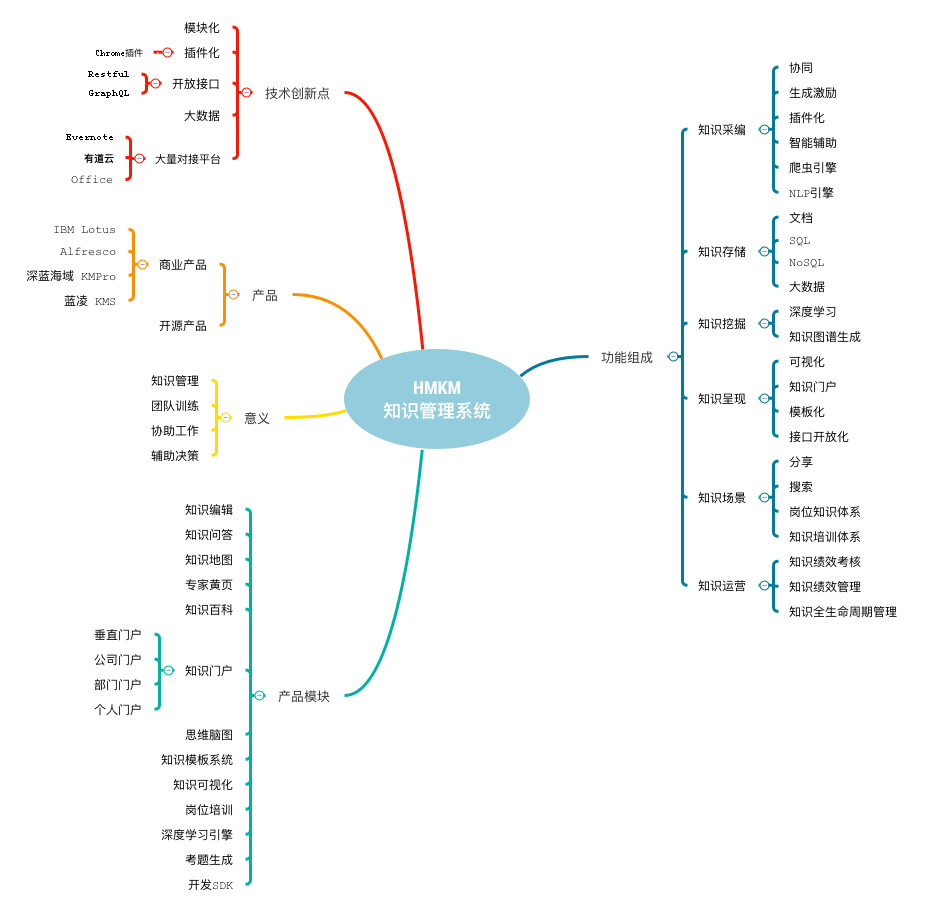 HMKM
知识管理系统
技术创新点
模块化
插件化
Chrome插件
开放接口
Restful
GraphQL
大数据
大量对接平台
Evernote
有道云
Office
产品
商业产品
IBM Lotus
Alfresco
深蓝海域 KMPro
蓝凌 KMS
开源产品
意义
知识管理
团队训练
协助工作
辅助决策
产品模块
知识编辑
知识问答
知识地图
专家黄页
知识百科
知识门户
垂直门户
公司门户
部门门户
个人门户
思维脑图
知识模板系统
知识可视化
岗位培训
深度学习引擎
考题生成
开发SDK
功能组成
知识采编
协同
生成激励
插件化
智能辅助
爬虫引擎
NLP引擎
知识存储
文档
SQL
NoSQL
大数据
知识挖掘
深度学习
知识图谱生成
知识呈现
可视化
知识门户
模板化
接口开放化
知识场景
分享
搜索
岗位知识体系
知识培训体系
知识运营
知识绩效考核
知识绩效管理
知识全生命周期管理